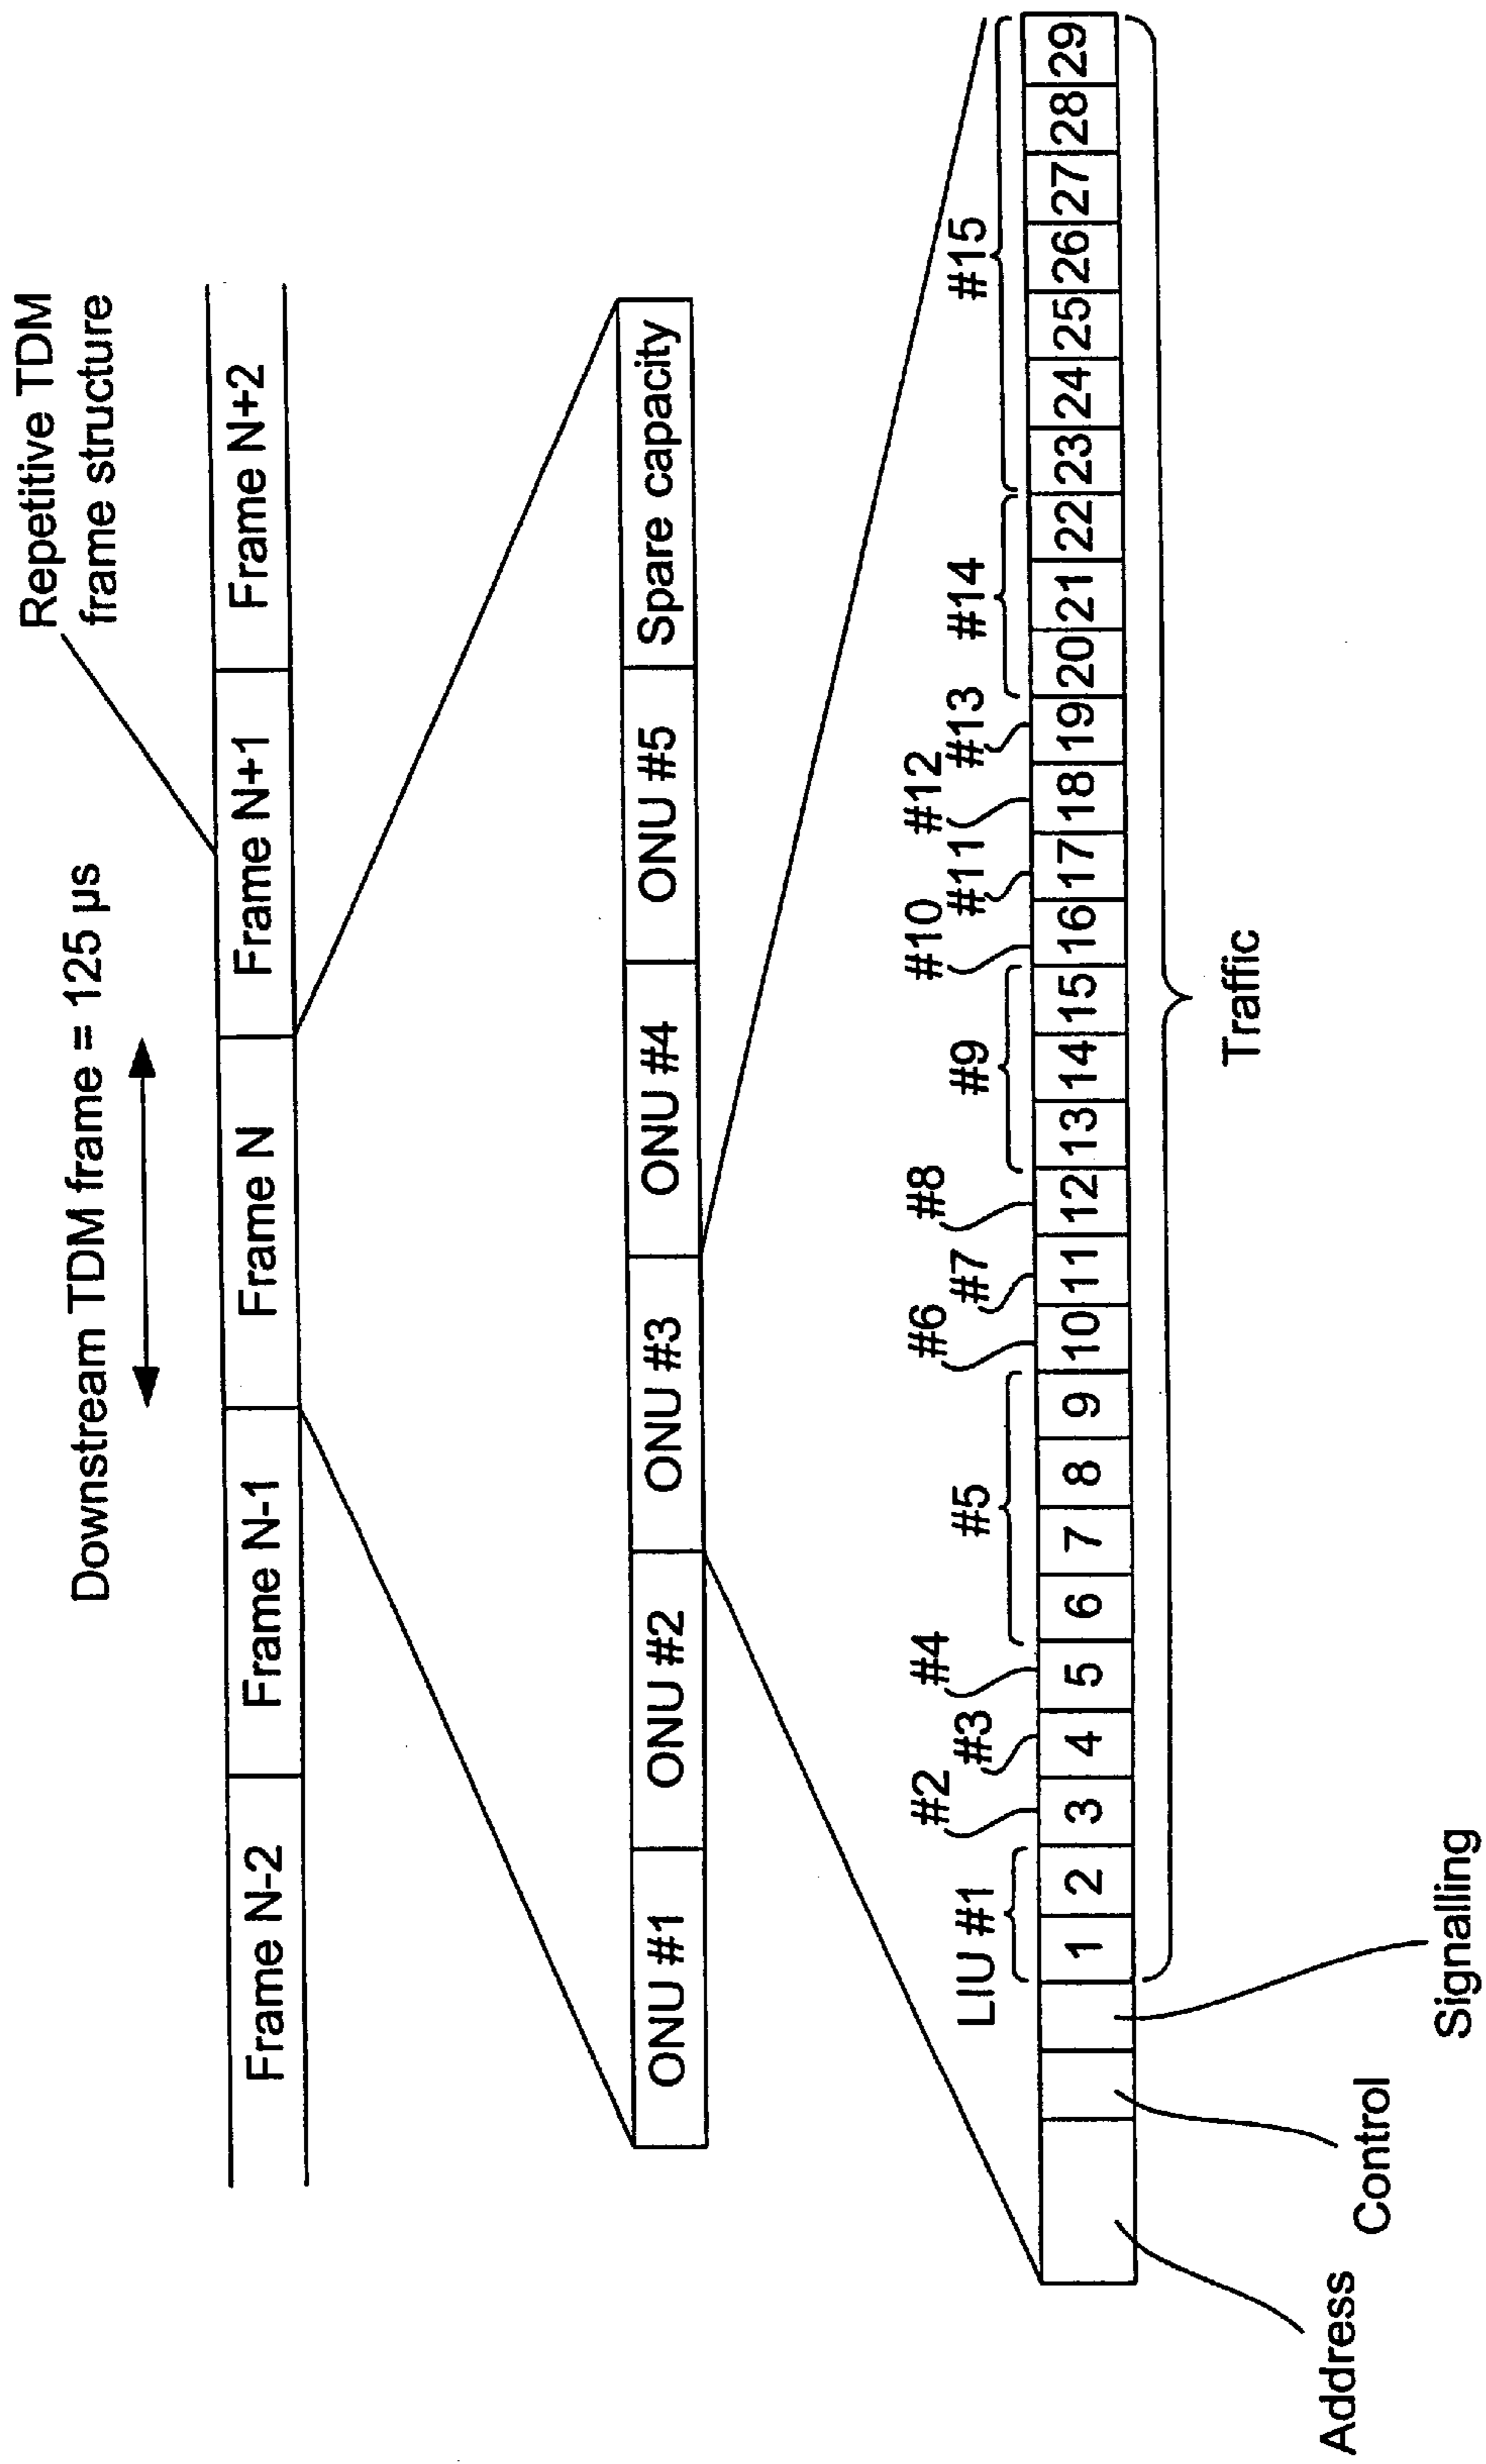 Downstream TDM frame = 125 µs
Repetitive TDM
frame structure
Frame N-2
Frame N-1
Frame N
Frame N+1
Frame N+2
ONU #1
ONU #2
ONU #3
ONU #4
ONU #5
Spare capacity
LIU #1
#2
#3
#4
#5
#6
#7
#8
#9
#10
#11
#12
#13
#14
#15
1 2 3 4 5 6 7 8 9 10 11 12 13 14 15 16 17 18 19 20 21 22 23 24 25 26 27 28 29
Address
Control
Signalling
Traffic